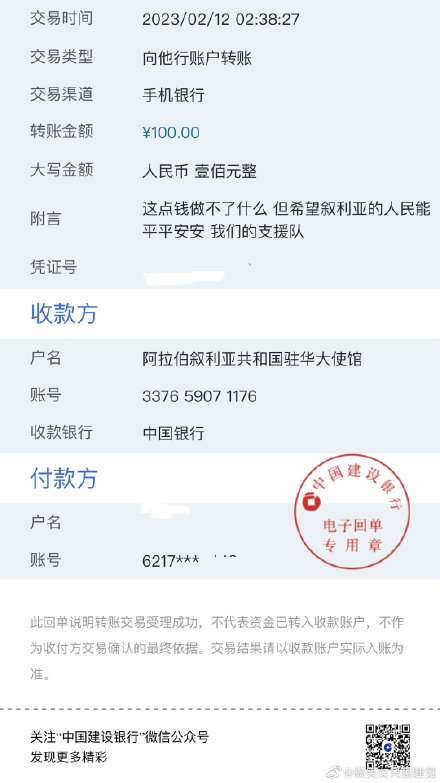 交易时间 2023/02/12 02:38:27
交易类型 向他行账户转账
交易渠道 手机银行
转账金额 ¥100.00
大写金额 人民币 壹佰元整
附言 这点钱做不了什么 但希望叙利亚的人民能
平平安安 我们的支援队
凭证号
收款方
户名 阿拉伯叙利亚共和国驻华大使馆
账号 3376 5907 1176
收款银行 中国银行
付款方
户名
账号 6217***
中国建设银行
电子回单
专用章
此回单说明转账交易受理成功，不代表资金已转入收款账户，不作
为收付方交易确认的最终依据。交易结果请以收款账户实际入账为
准。
关注“中国建设银行”微信公众号
发现更多精彩